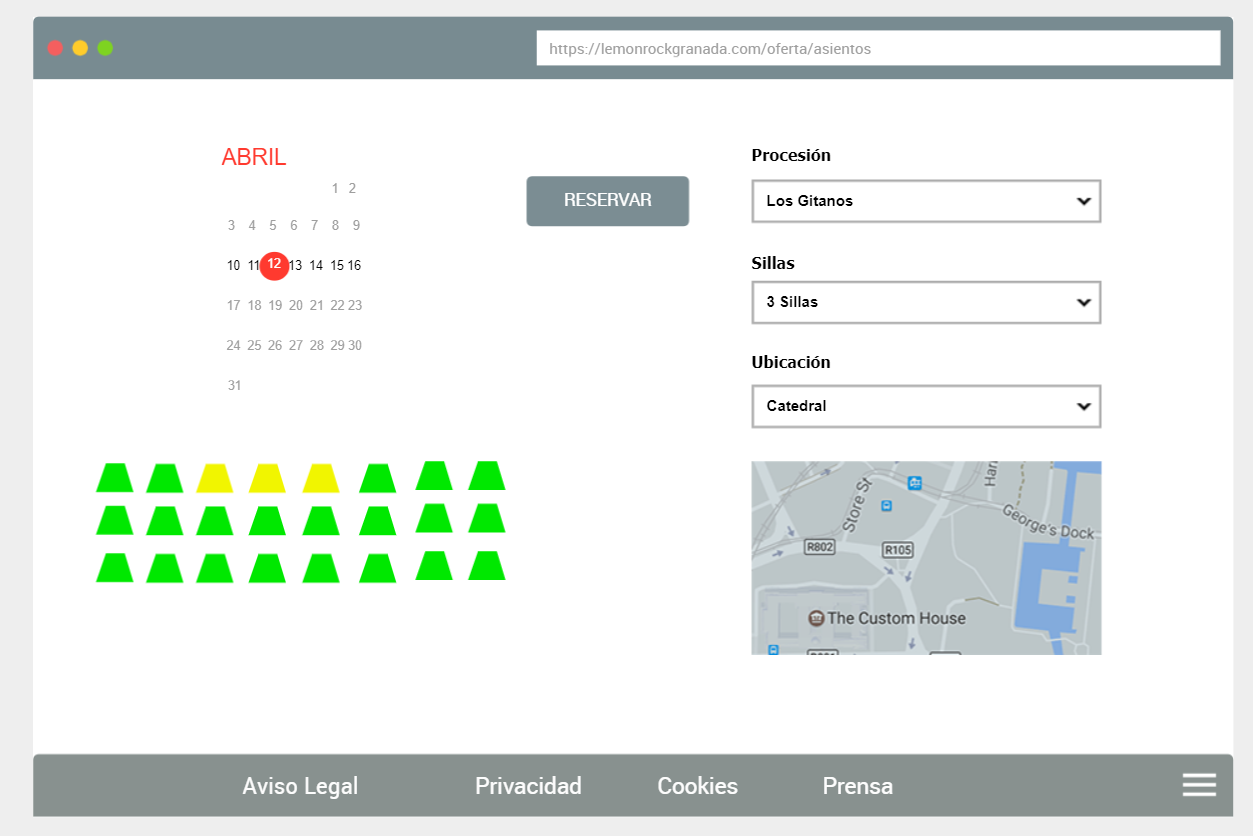 https://lemonrockgranada.com/oferta/asientos
ABRIL
1 2
3 4 5 6 7 8 9
10 11 12 13 14 15 16
17 18 19 20 21 22 23
24 25 26 27 28 29 30
31
RESERVAR
Procesión
Los Gitanos
Sillas
3 Sillas
Ubicación
Catedral
Store St
George's Dock
R802
R105
The Custom House
Aviso Legal
Privacidad
Cookies
Prensa